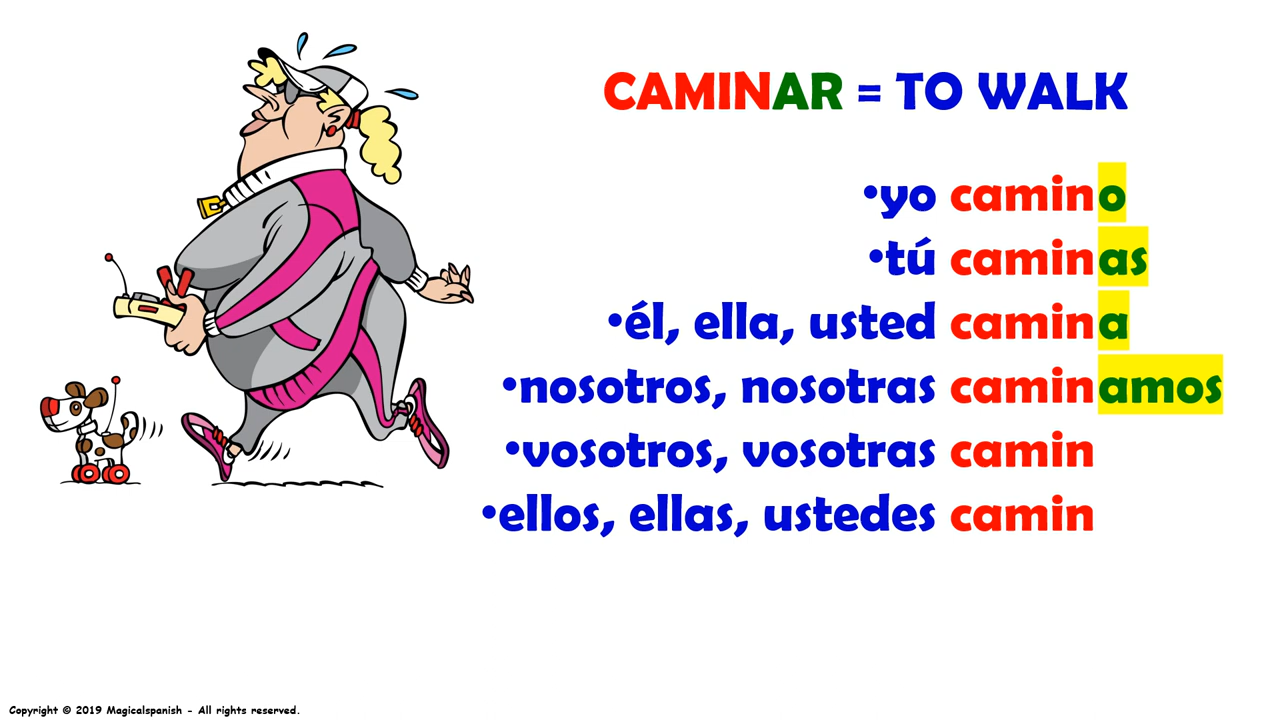 CAMINAR = TO WALK
•yo camino
•tú caminas
•él, ella, usted camina
•nosotros, nosotras caminamos
•vosotros, vosotras camin
•ellos, ellas, ustedes camin
Copyright © 2019 Magicalspanish - All rights reserved.